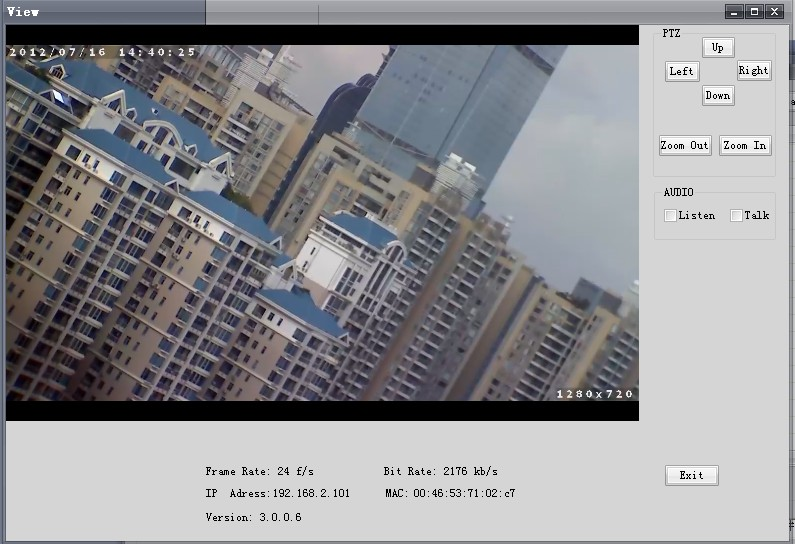 View
2012/07/16 14:40:25
1280x720
PTZ
Up
Left Right
Down
Zoom Out Zoom In
AUDIO
Listen Talk
Frame Rate: 24 f/s Bit Rate: 2176 kb/s
IP Adress:192.168.2.101 MAC: 00:46:53:71:02:c7
Version: 3.0.0.6
Exit